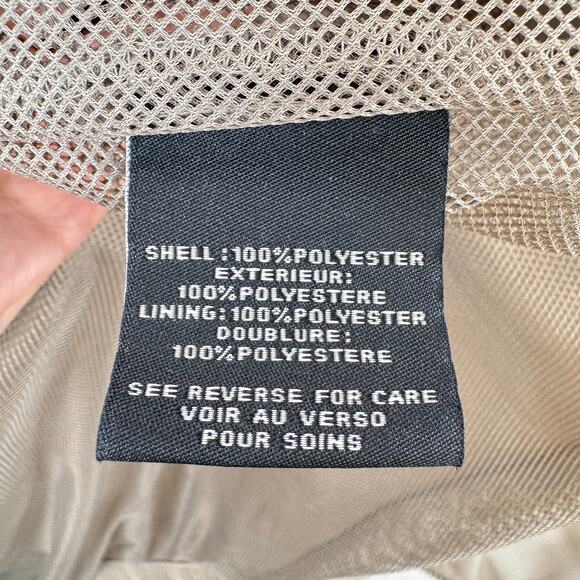 SHELL:100%POLYESTER
EXTERIEUR:
100%POLYESTERE
LINING:100%POLYESTER
DOUBLURE:
100%POLYESTERE
SEE REVERSE FOR CARE
VOIR AU VERSO
POUR SOINS